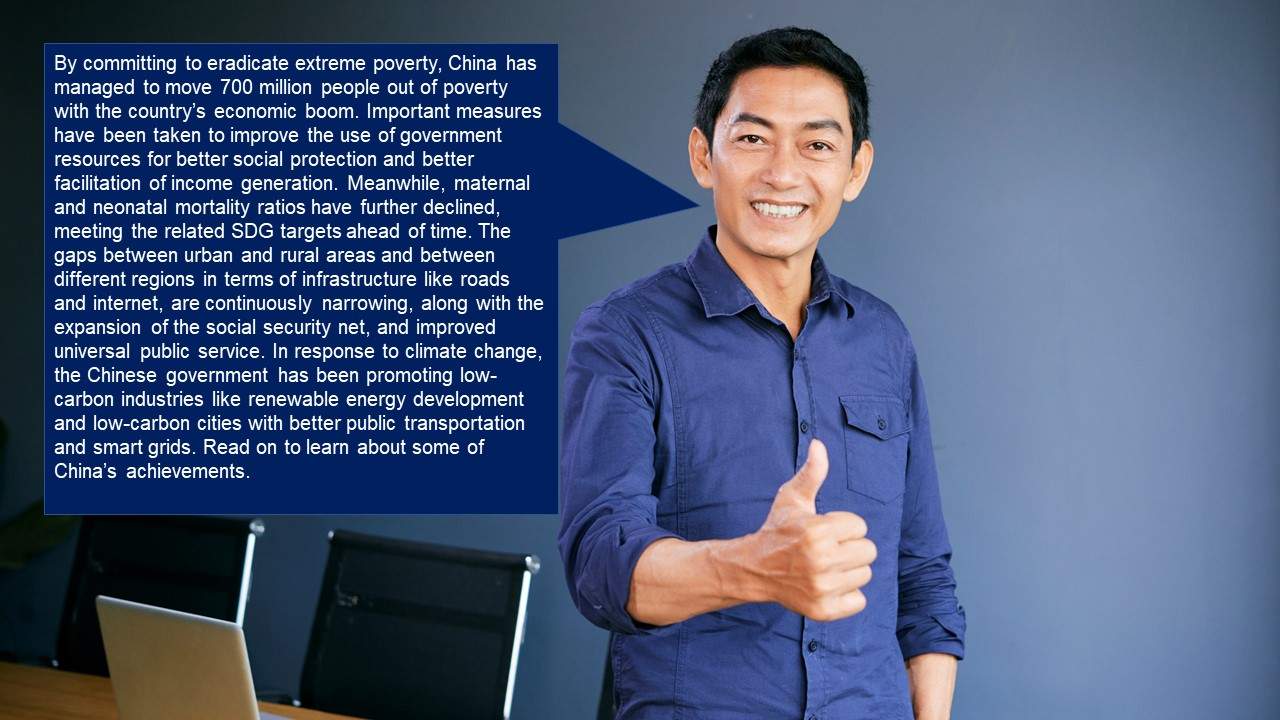 By committing to eradicate extreme poverty, China has
managed to move 700 million people out of poverty
with the country's economic boom. Important measures
have been taken to improve the use of government
resources for better social protection and better
facilitation of income generation. Meanwhile, maternal
and neonatal mortality ratios have further declined,
meeting the related SDG targets ahead of time. The
gaps between urban and rural areas and between
different regions in terms of infrastructure like roads
and internet, are continuously narrowing, along with the
expansion of the social security net, and improved
universal public service. In response to climate change,
the Chinese government has been promoting low-
carbon industries like renewable energy development
and low-carbon cities with better public transportation
and smart grids. Read on to learn about some of
China's achievements.